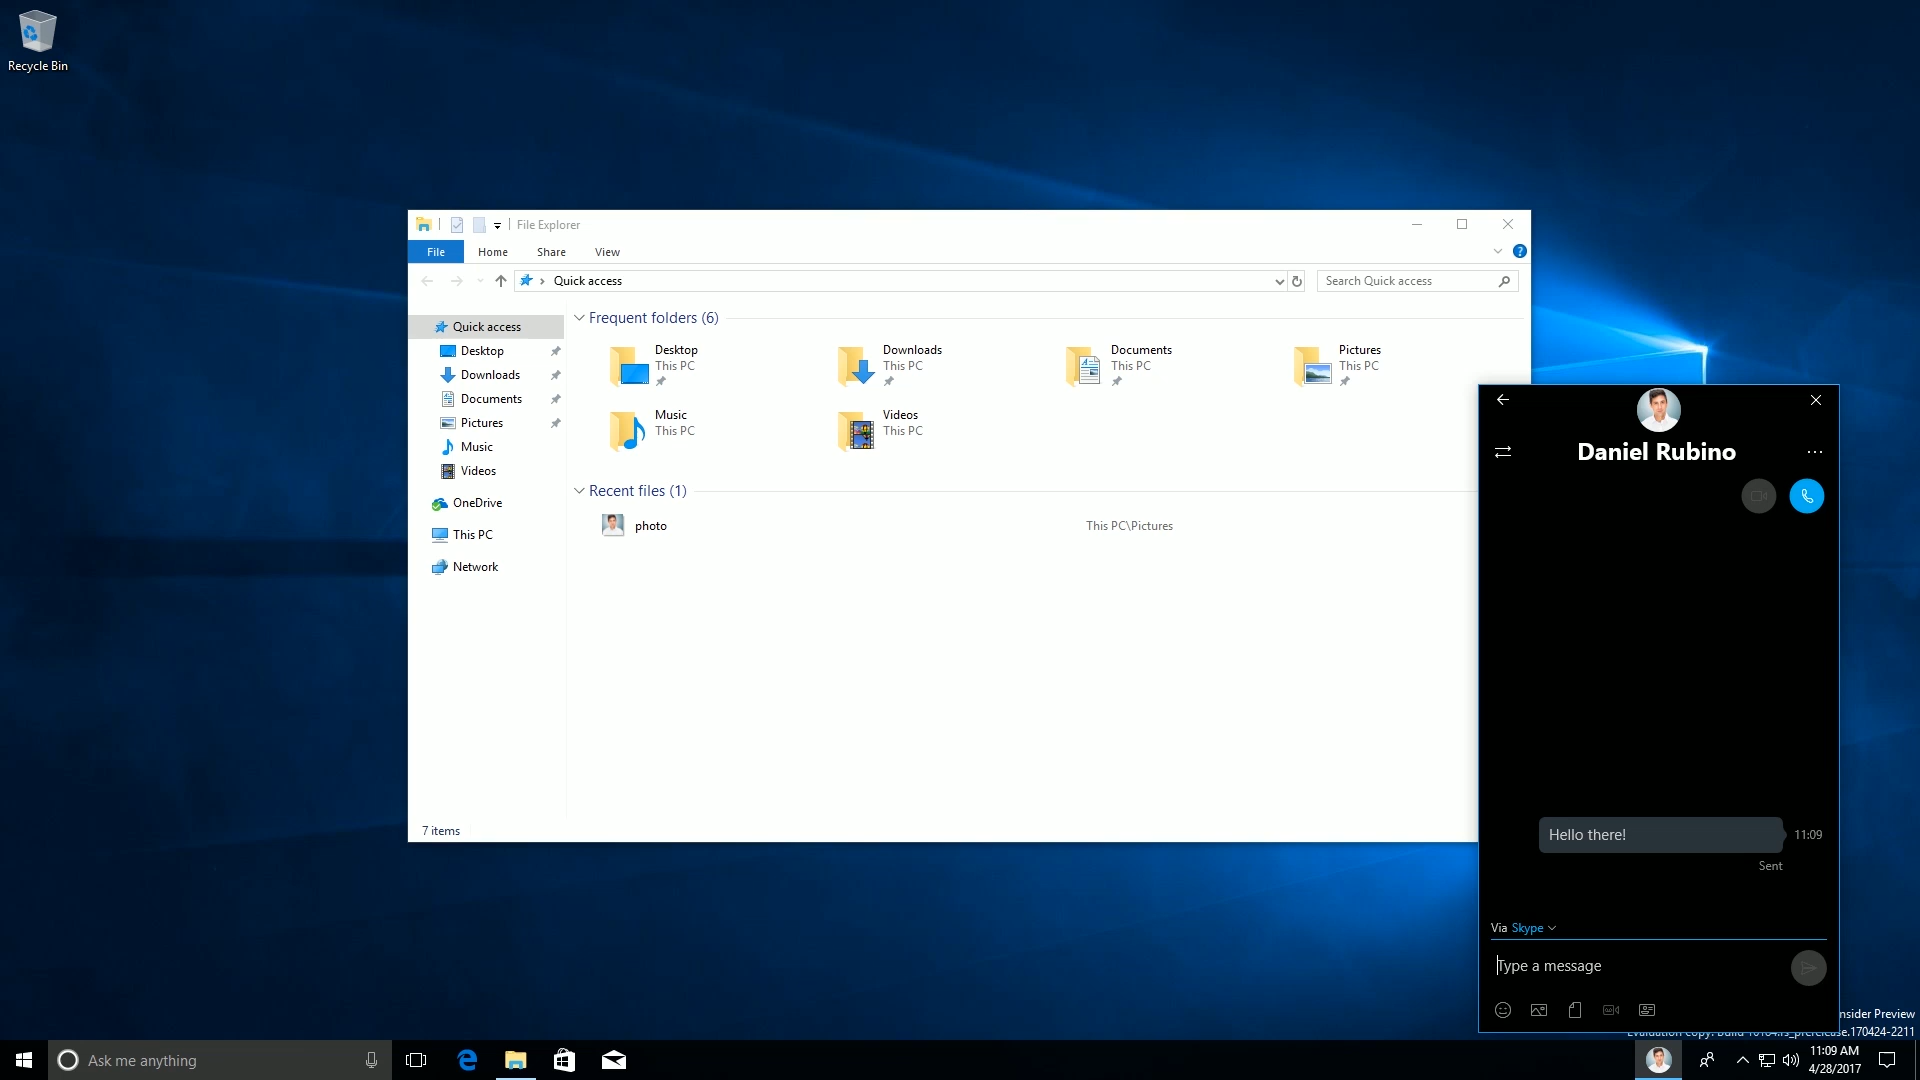 Recycle Bin
File Explorer
File Home Share View
Quick access
Search Quick access
Quick access
Desktop
Downloads
Documents
Pictures
Music
Videos
OneDrive
This PC
Network
Frequent folders (6)
Desktop
This PC
Downloads
This PC
Documents
This PC
Pictures
This PC
Music
This PC
Videos
This PC
Recent files (1)
photo This PC\Pictures
7 items
Daniel Rubino
Hello there! 11:09
Sent
Via Skype
Type a message
nsider Preview
.170424-2211
Ask me anything
11:09 AM
4/28/2017